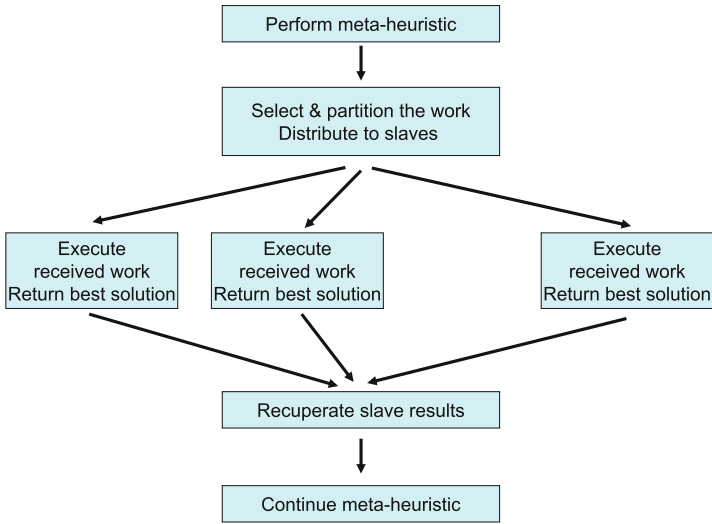 Perform meta-heuristic
Select & partition the work
Distribute to slaves
Execute
received work
Return best solution
Execute
received work
Return best solution
Execute
received work
Return best solution
Recuperate slave results
Continue meta-heuristic